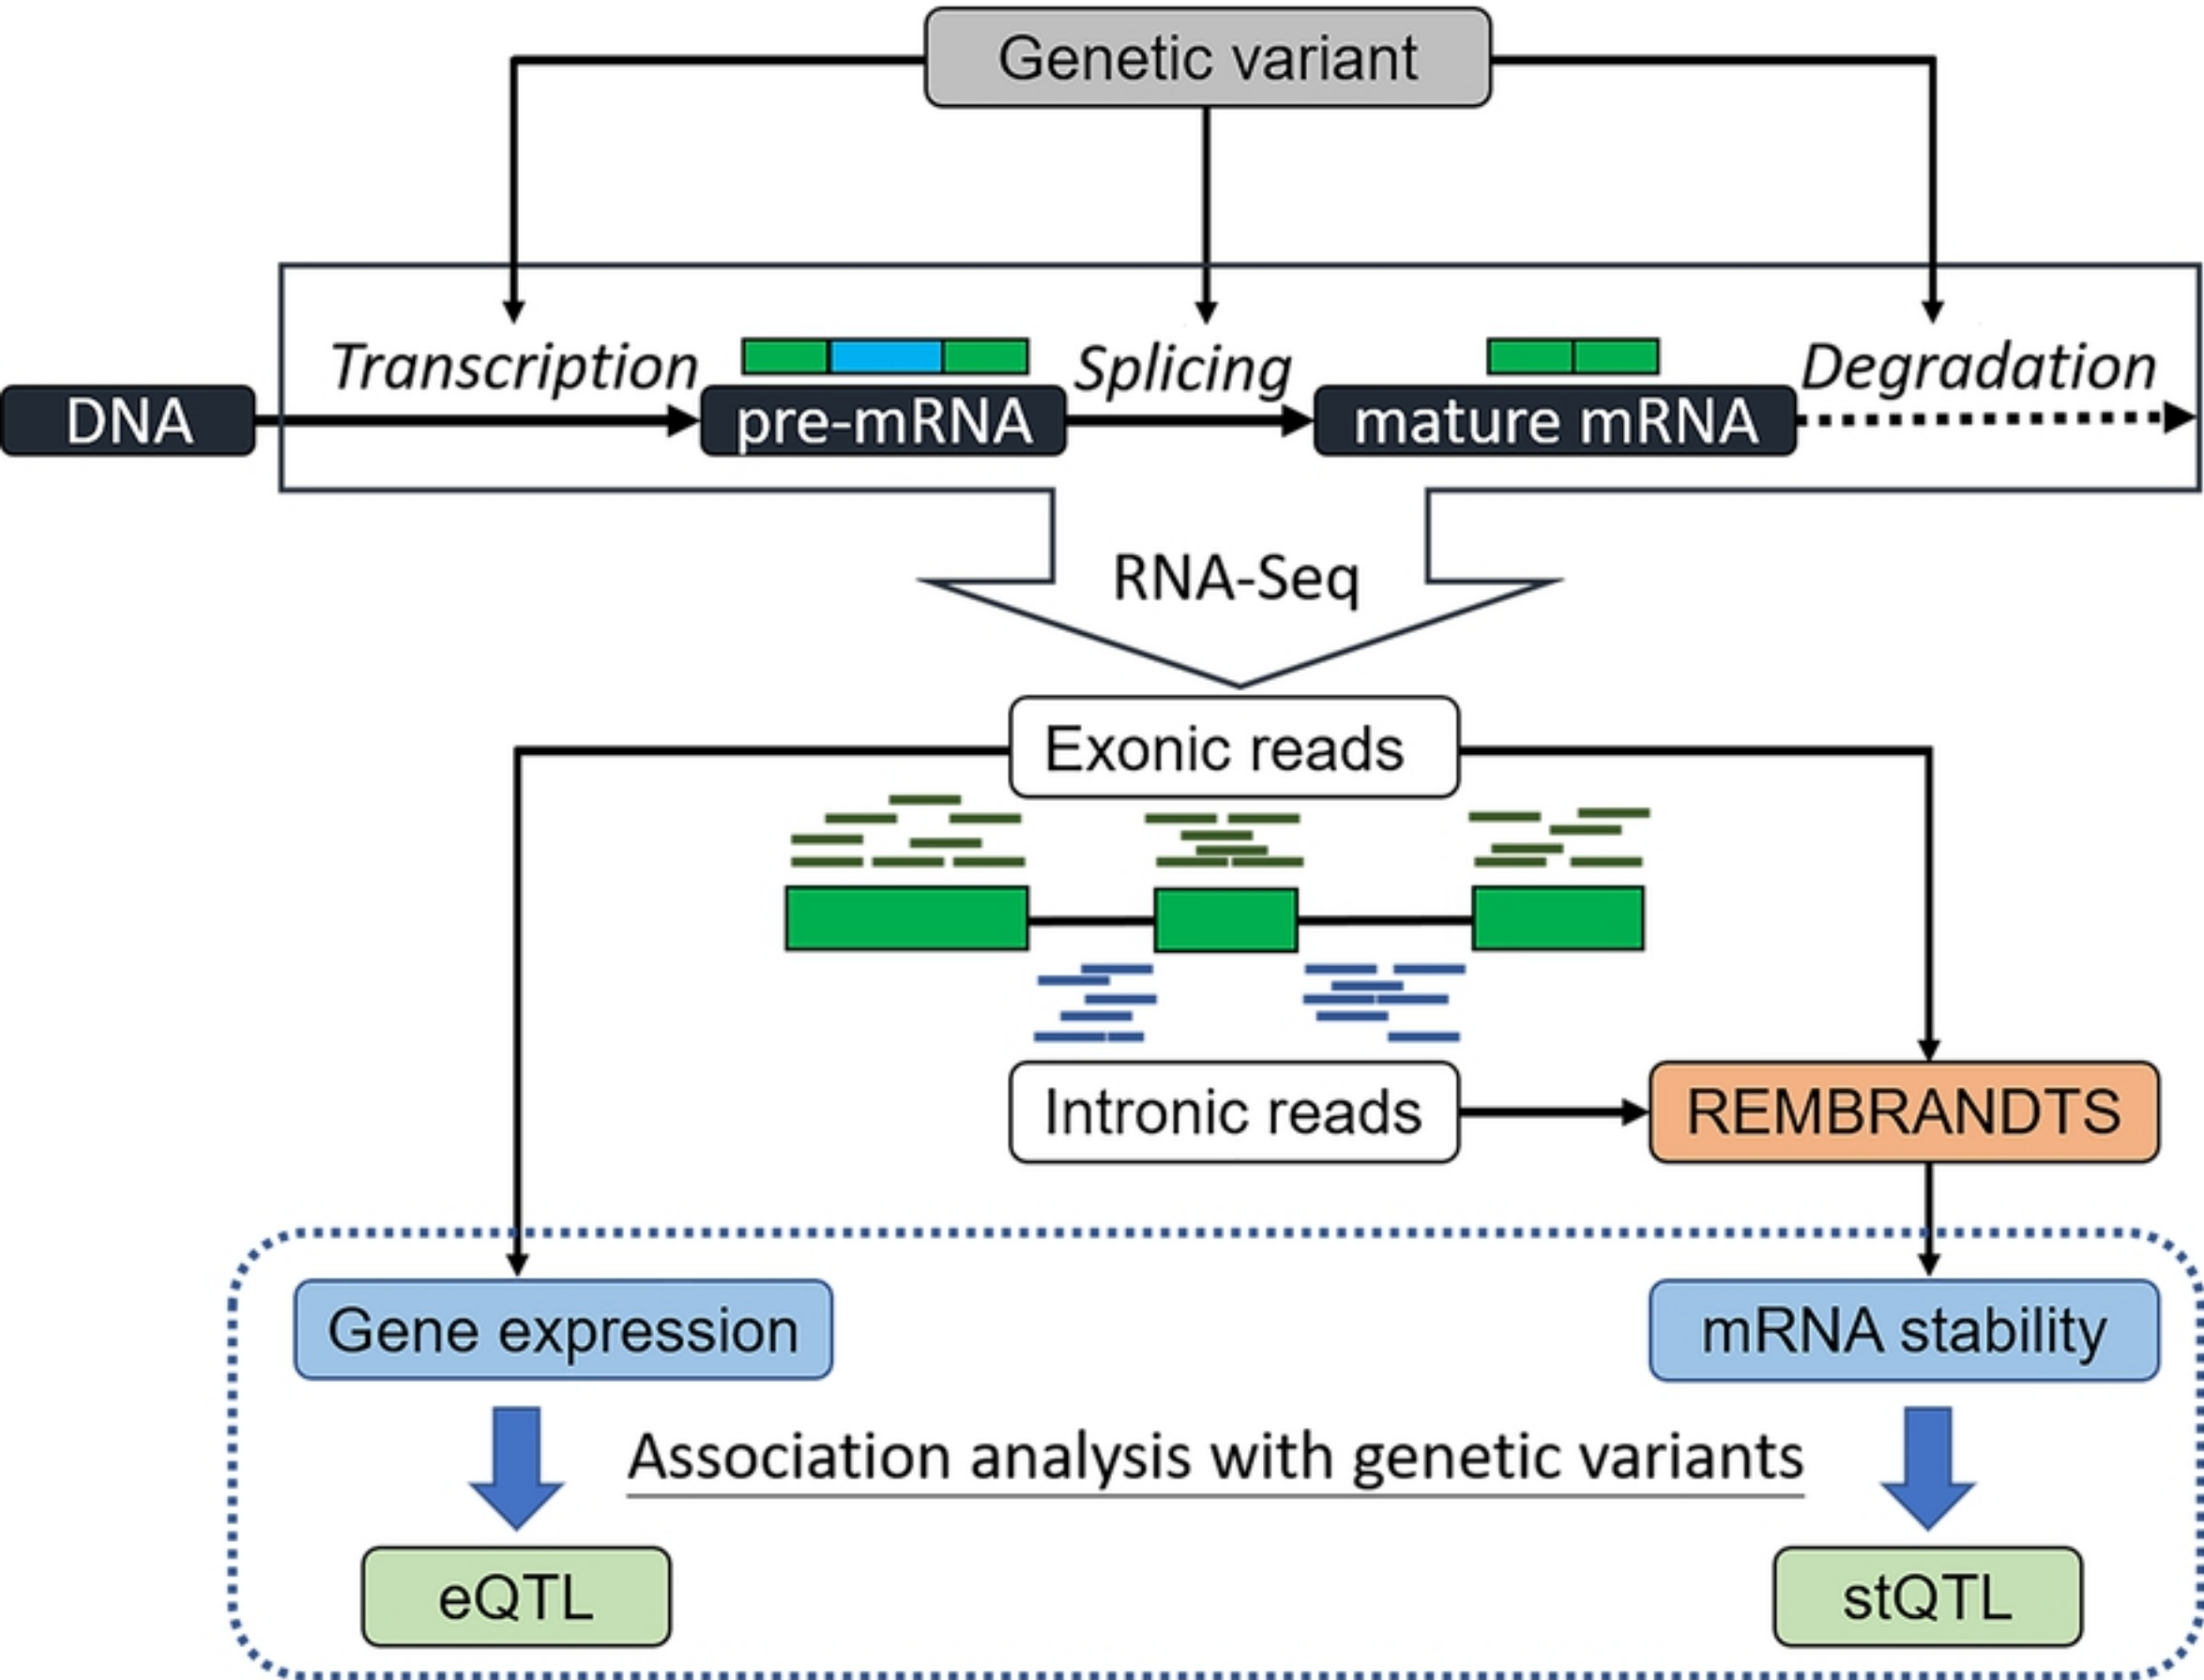 Genetic variant
Transcription
Splicing
Degradation
DNA
pre-mRNA
mature mRNA
RNA-Seq
Exonic reads
Intronic reads
REMBRANDTS
Gene expression
mRNA stability
Association analysis with genetic variants
eQTL
stQTL